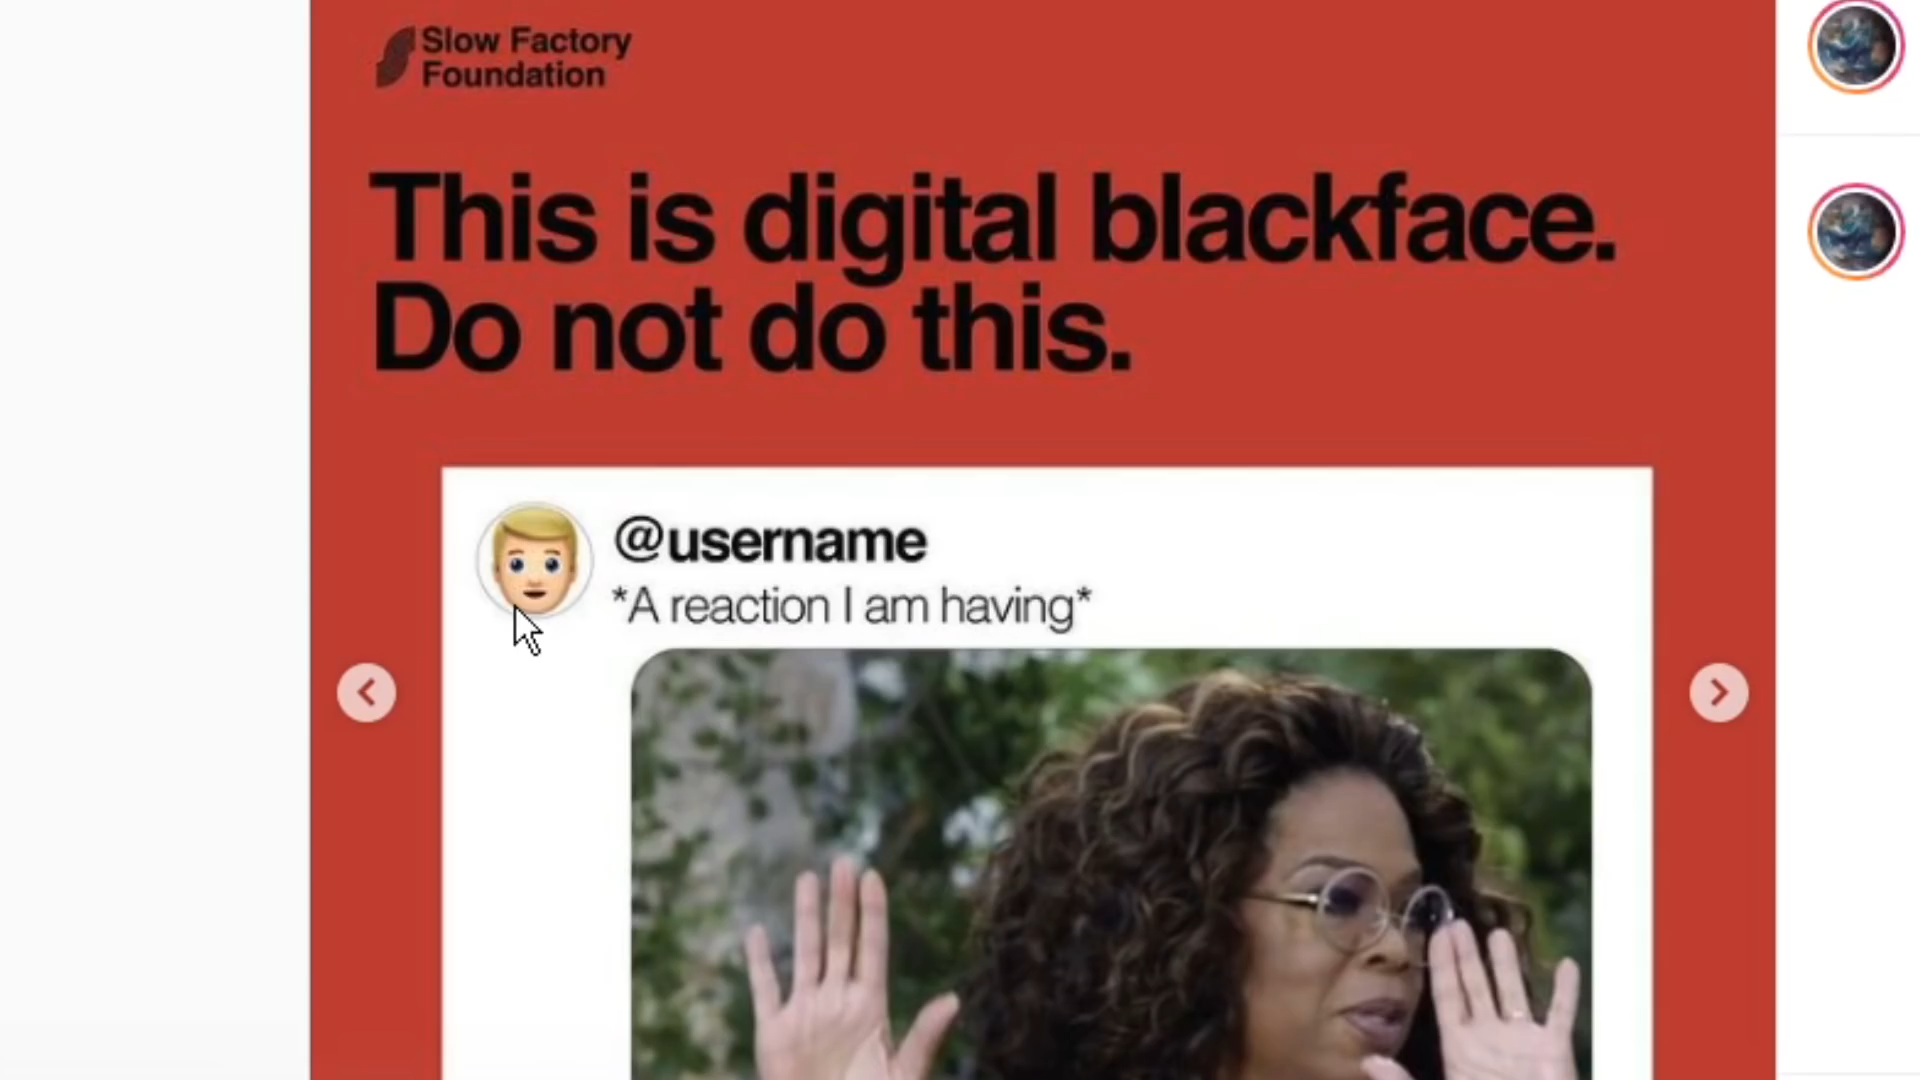 Slow Factory
Foundation
This is digital blackface.
Do not do this.
@username
*A reaction I am having*